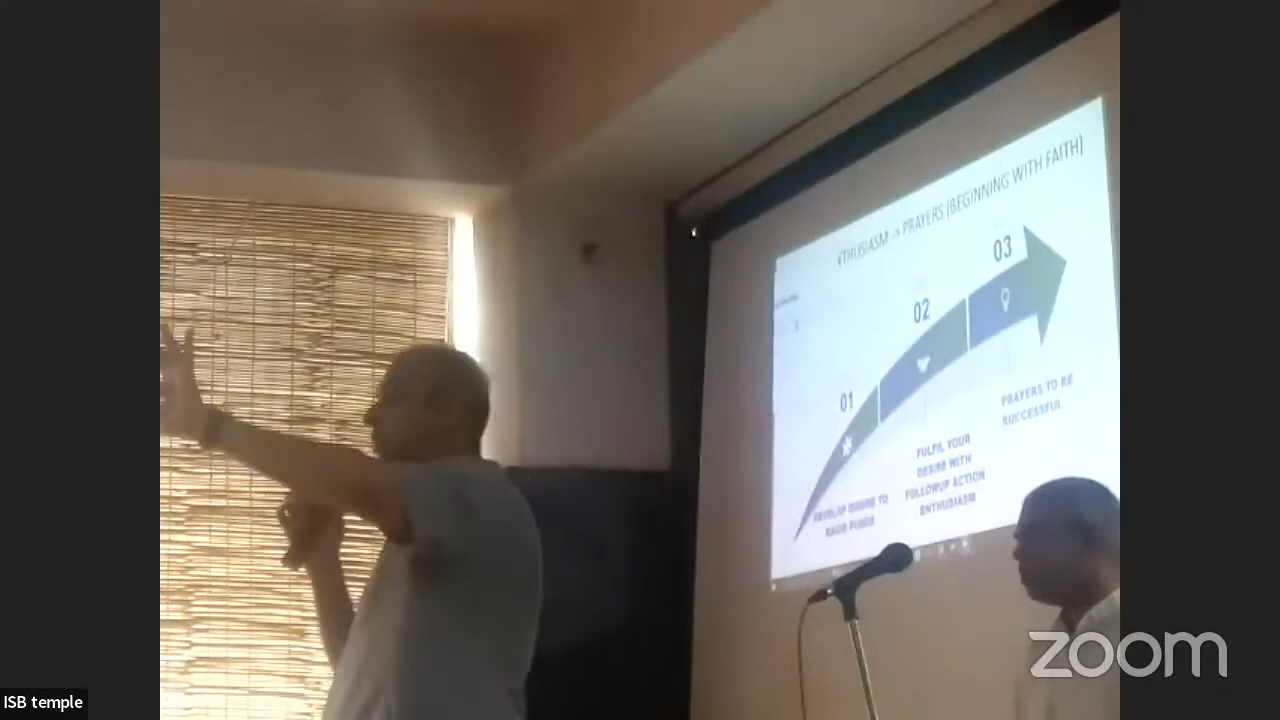 THUSIASM -> PRAYERS (BEGINNING WITH FAITH)
03
02
01
PRAYERS TO BE
SUCCESSFUL
FULFIL YOUR
DESIRE WITH
FOLLOWUP ACTION
ENTHUSIASM
DEVELOP DESIRE TO
RAISE FUNDS
zoom
ISB temple